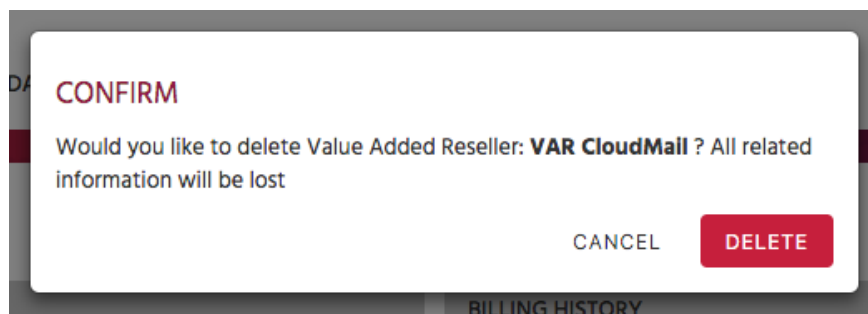 DA
CONFIRM
Would you like to delete Value Added Reseller: VAR CloudMail ? All related
information will be lost
CANCEL DELETE
BILLING HISTORY